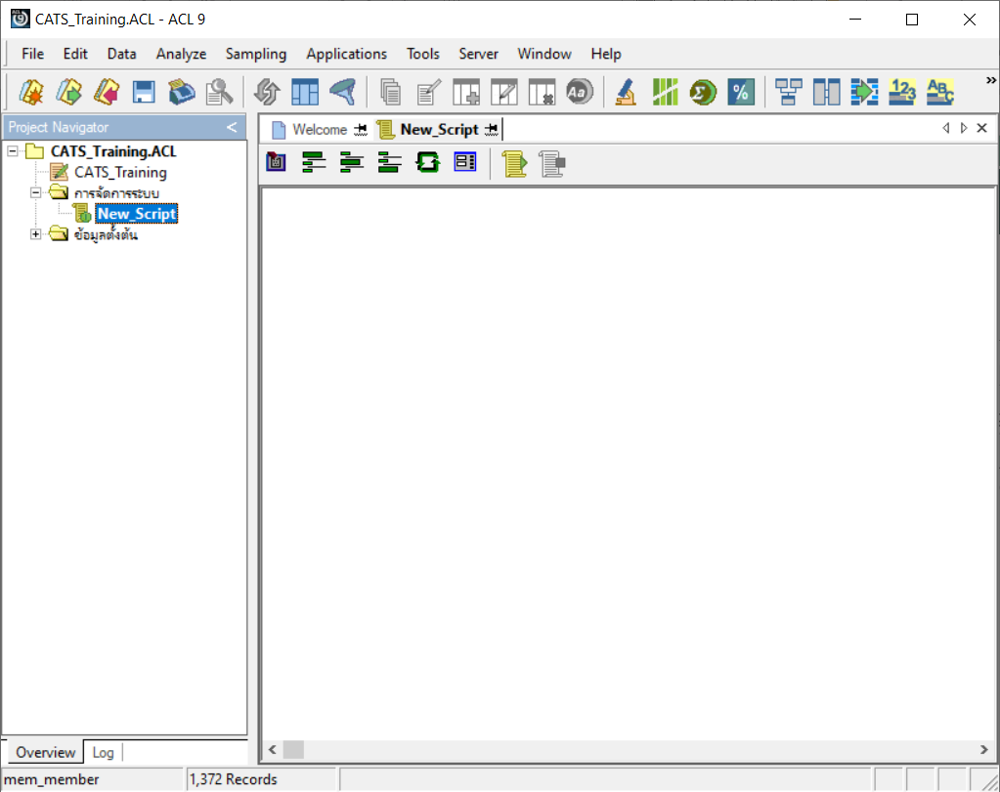 CATS_Training.ACL - ACL 9
File Edit Data Analyze Sampling Applications Tools Server Window Help
Project Navigator
Welcome New_Script
CATS_Training.ACL
CATS_Training
การจัดการระบบ
New_Script
ข้อมูลตั้งต้น
Overview Log
mem_member 1,372 Records